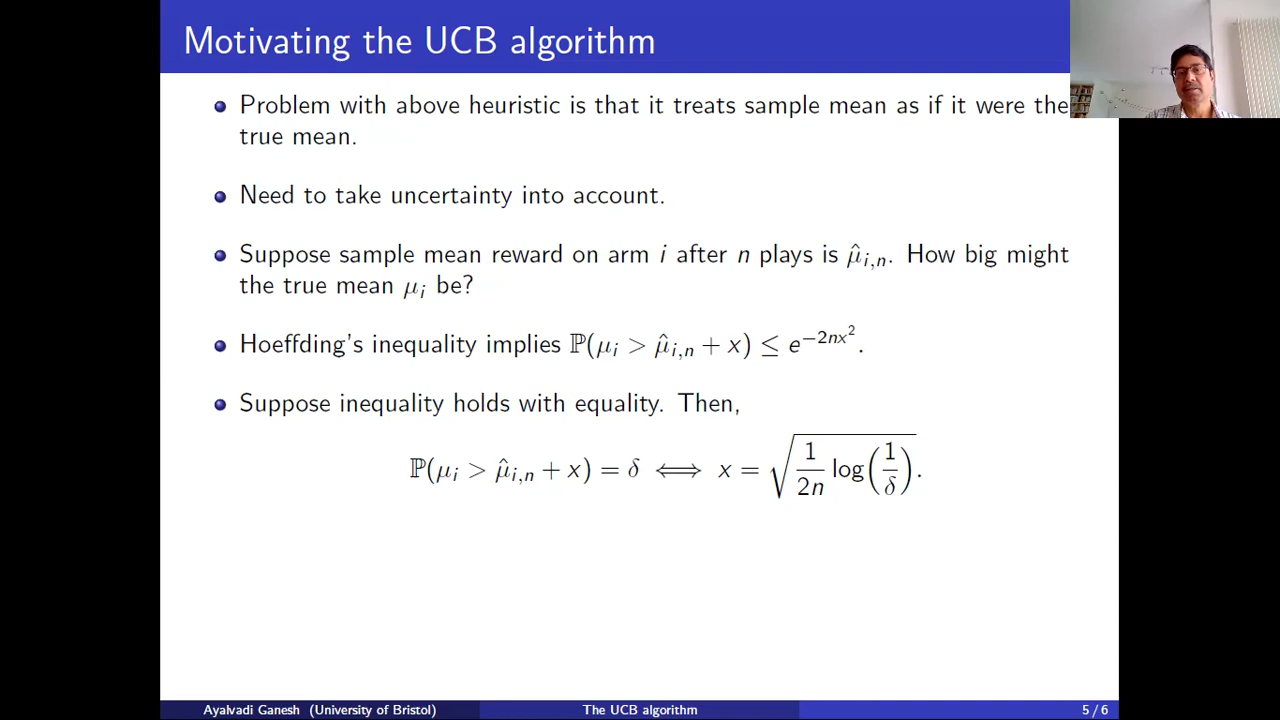 Motivating the UCB algorithm
Problem with above heuristic is that it treats sample mean as if it were the
true mean.
Need to take uncertainty into account.
Suppose sample mean reward on arm i after n plays is μ̂_{i,n}. How big might
the true mean μ_i be?
Hoeffding's inequality implies ℙ(μ_i > μ̂_{i,n} + x) ≤ e^{−2nx²}.
Suppose inequality holds with equality. Then,
ℙ(μ_i > μ̂_{i,n} + x) = δ ⟺ x = √(1/2n log(1/δ)).
Ayalvadi Ganesh (University of Bristol) The UCB algorithm 5 / 6